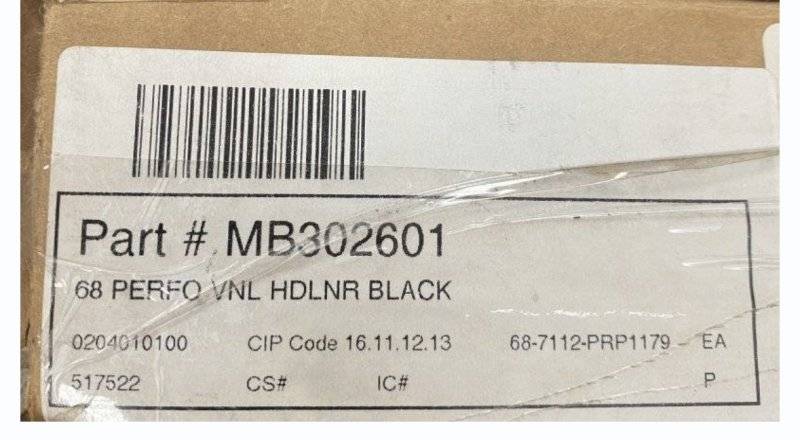 Part # MB302601
68 PERFO VNL HDLNR BLACK
0204010100 CIP Code 16.11.12.13 68-7112-PRP1179 EA
517522 CS# IC# P